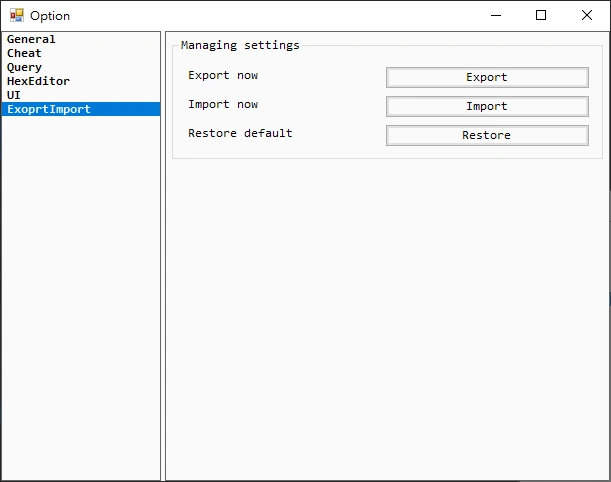 Option
General
Cheat
Query
HexEditor
UI
ExoprtImport
Managing settings
Export now
Export
Import now
Import
Restore default
Restore